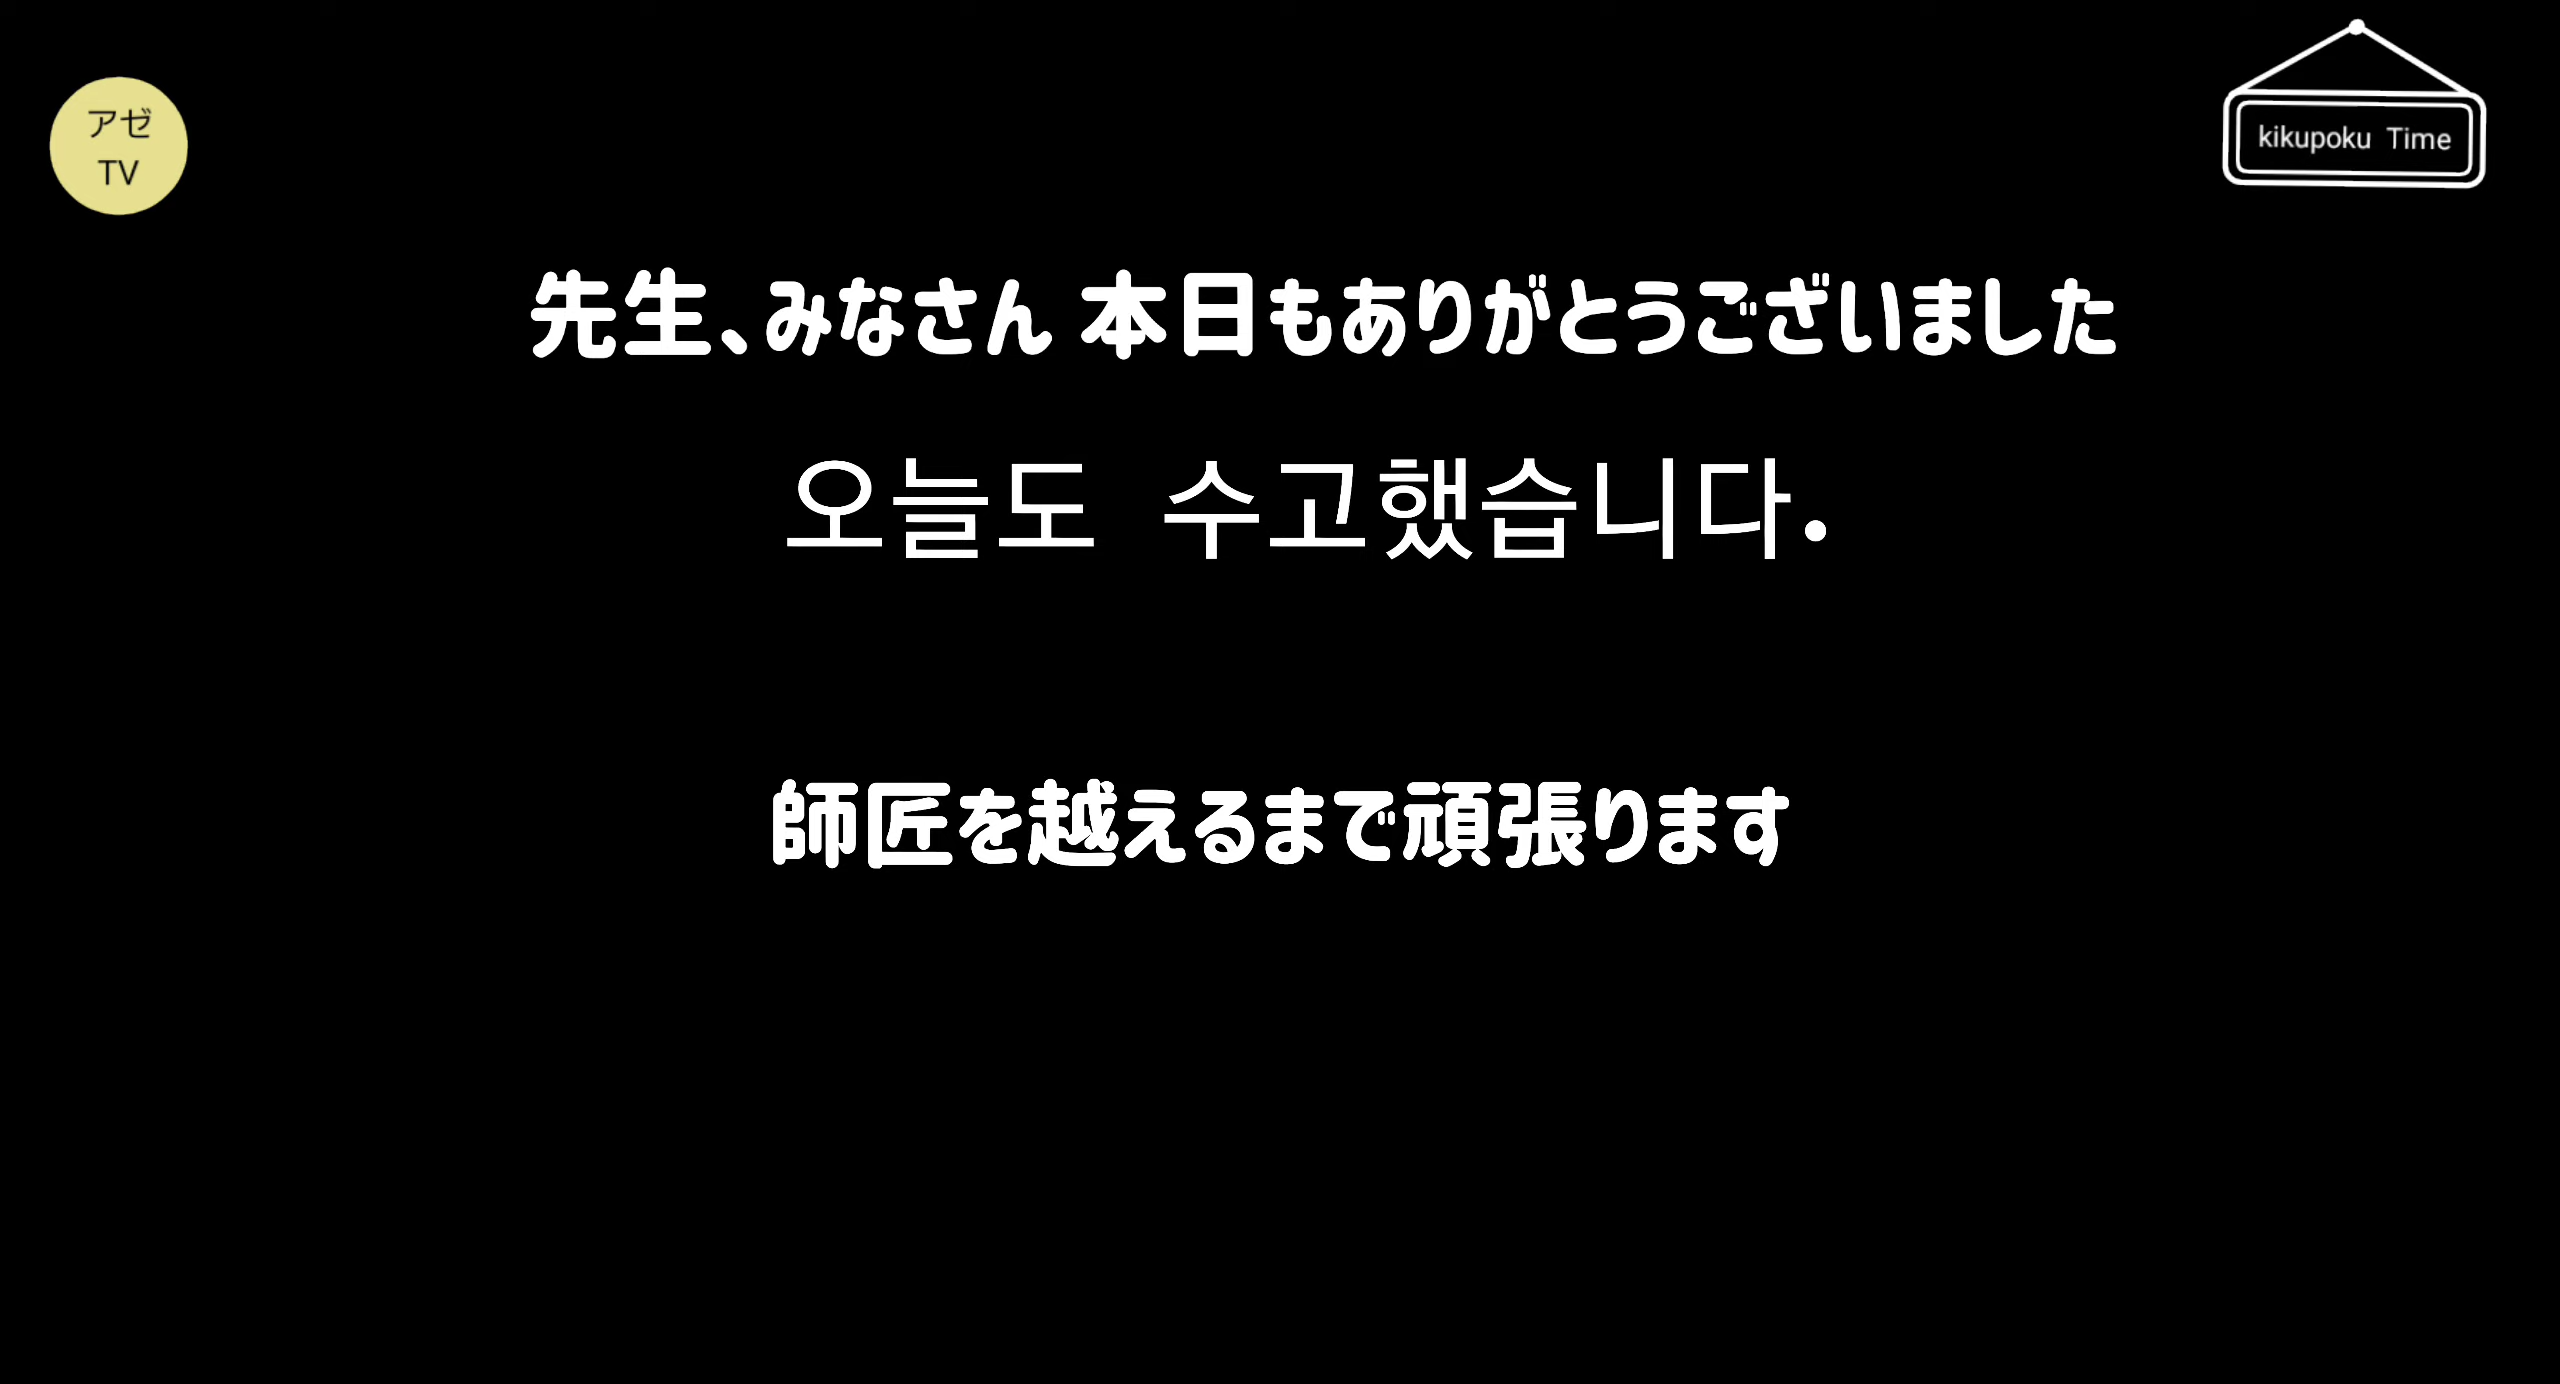 アゼ
TV
kikupoku Time
先生、みなさん 本日もありがとうございました
오늘도 수고했습니다.
師匠を越えるまで頑張ります